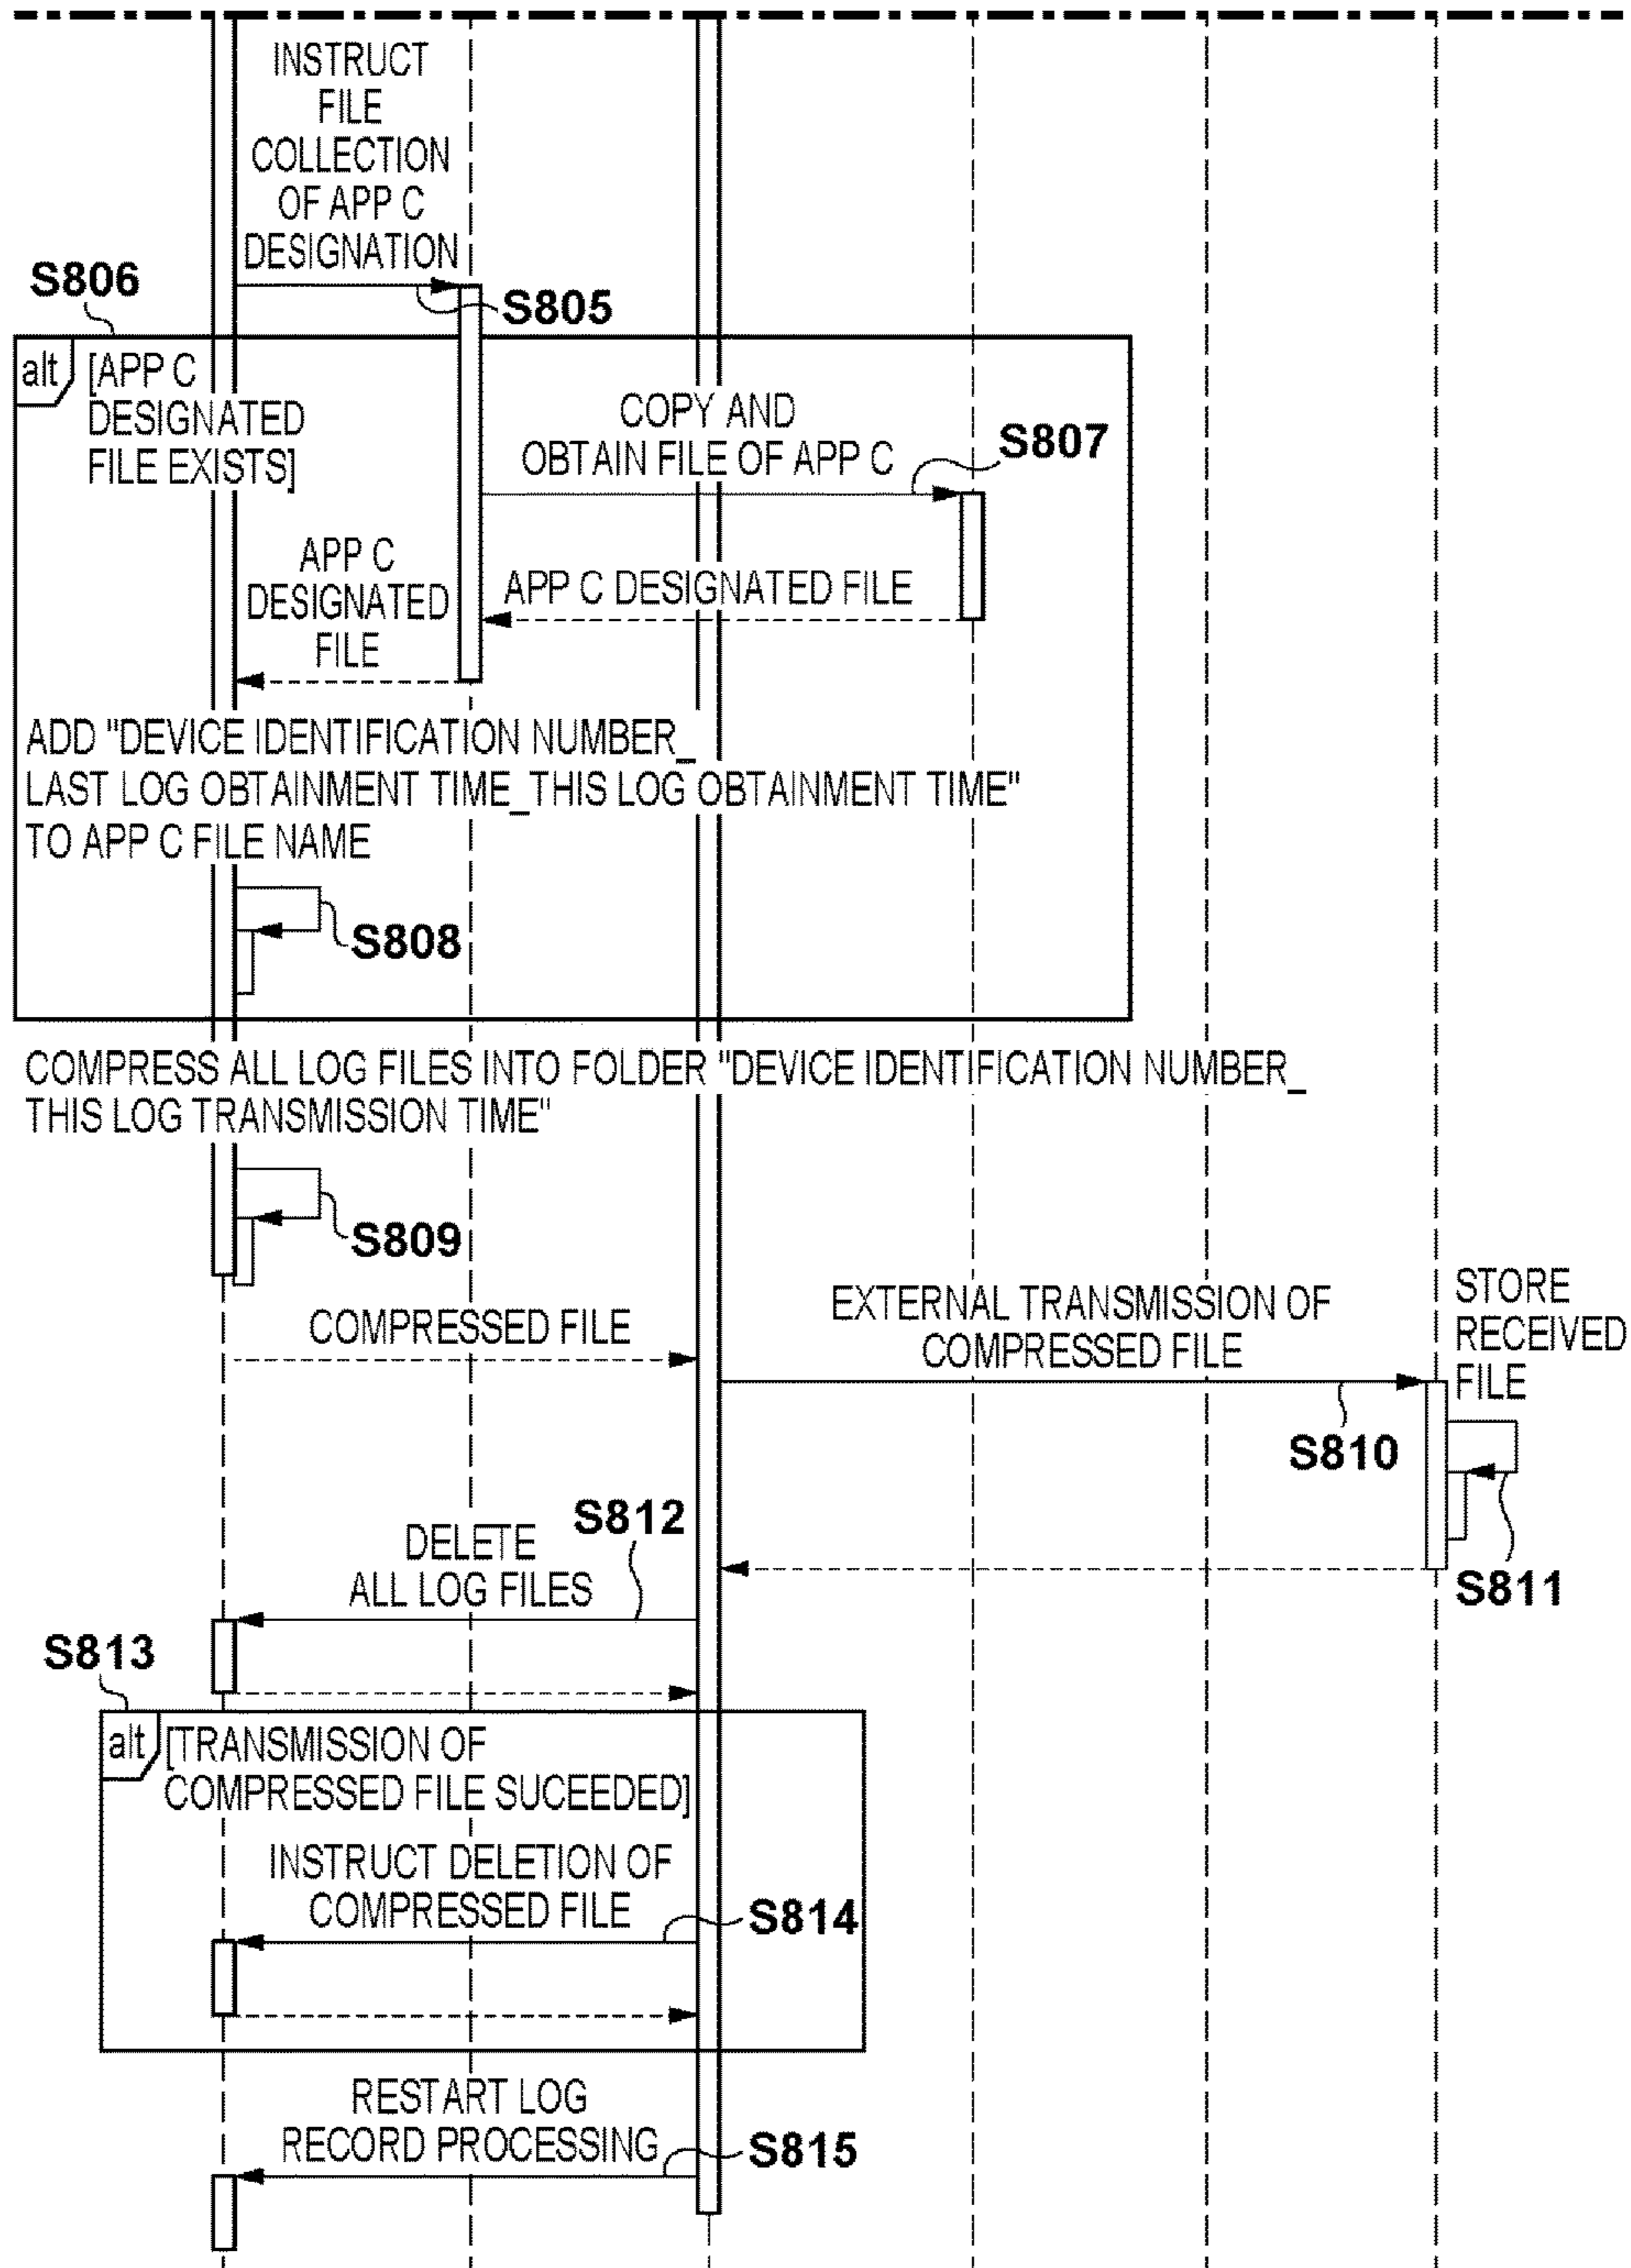 INSTRUCT
FILE
COLLECTION
OF APP C
DESIGNATION
S806
S805
alt
[APP C
DESIGNATED
FILE EXISTS]
COPY AND
OBTAIN FILE OF APP C
S807
APP C
DESIGNATED
FILE
APP C DESIGNATED FILE
ADD "DEVICE IDENTIFICATION NUMBER_
LAST LOG OBTAINMENT TIME_THIS LOG OBTAINMENT TIME"
TO APP C FILE NAME
S808
COMPRESS ALL LOG FILES INTO FOLDER "DEVICE IDENTIFICATION NUMBER_
THIS LOG TRANSMISSION TIME"
S809
COMPRESSED FILE
EXTERNAL TRANSMISSION OF
COMPRESSED FILE
STORE
RECEIVED
FILE
S810
S811
S812
DELETE
ALL LOG FILES
S813
alt
[TRANSMISSION OF
COMPRESSED FILE SUCEEDED]
INSTRUCT DELETION OF
COMPRESSED FILE
S814
RESTART LOG
RECORD PROCESSING
S815